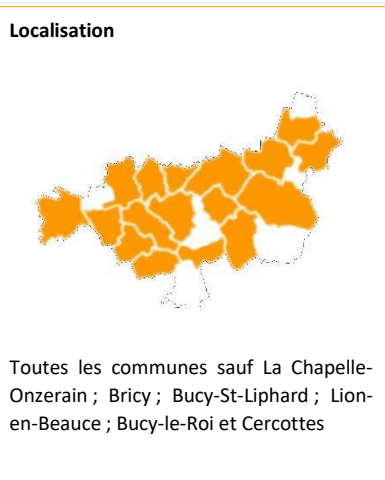 Localisation
Toutes les communes sauf La Chapelle-
Onzerain ; Bricy ; Bucy-St-Liphard ; Lion-
en-Beauce ; Bucy-le-Roi et Cercottes